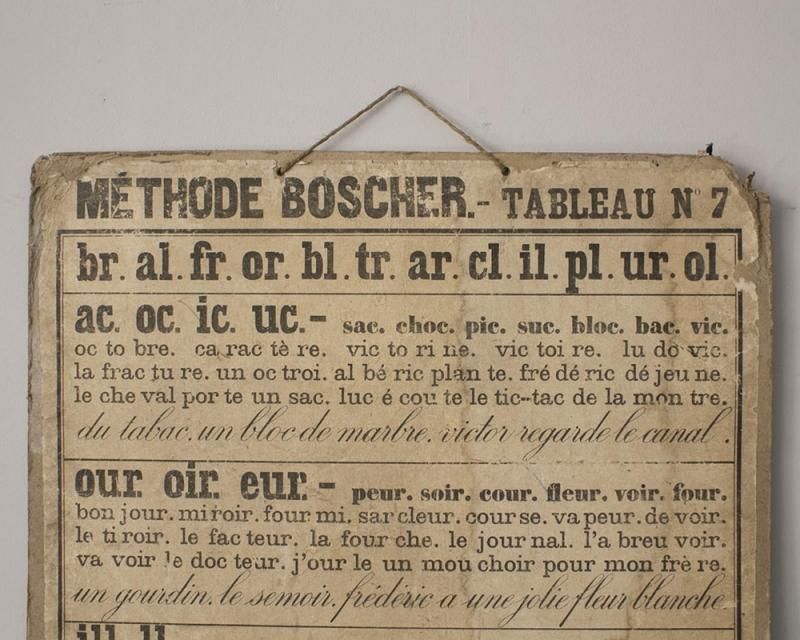 MÉTHODE BOSCHER.- TABLEAU N° 7
br. al. fr. or. bl. tr. ar. cl. il. pl. ur. ol.
ac. oc. ic. uc.- sac. choc. pic. suc. bloc. bac. vic.
oc to bre. ca rac tè re. vic to ri ne. vic toi re. lu do vic.
la frac tu re. un oc troi. al bé ric plan te. fré dé ric dé jeu ne.
le che val por te un sac. luc é cou te le tic-tac de la mon tre.
du tabac. un bloc de marbre. victor regarde le canal.
our. oir. eur.- peur. soir. cour. fleur. voir. four.
bon jour. mi roir. four mi. sar cleur. cour se. va peur. de voir.
le ti roir. le fac teur. la four che. le jour nal. l'a breu voir.
va voir le doc teur. j'our le un mou choir pour mon frè re.
un gourdin. le semoir. frédéric a une jolie fleur blanche.